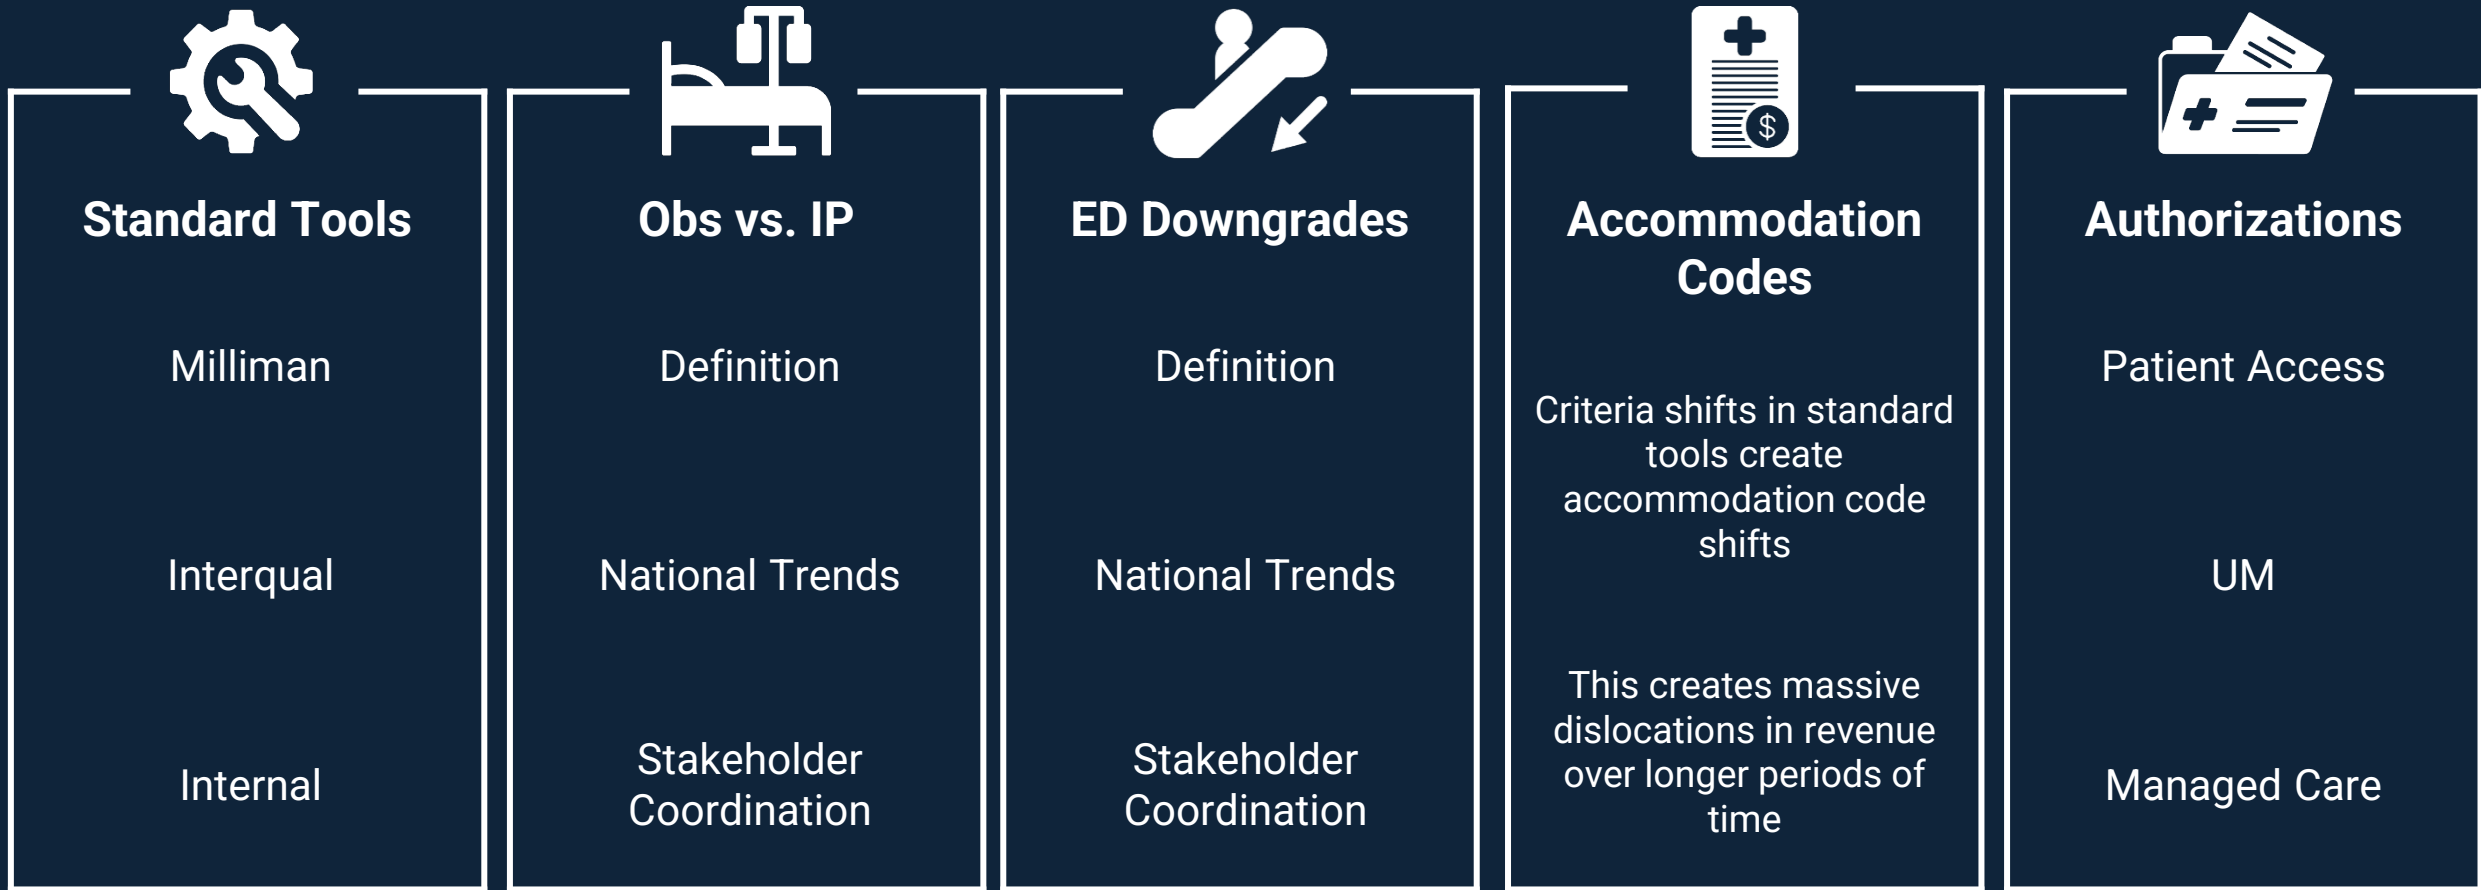 Standard Tools
Milliman
Interqual
Internal
Obs vs. IP
Definition
National Trends
Stakeholder
Coordination
ED Downgrades
Definition
National Trends
Stakeholder
Coordination
$
Accommodation
Codes
Criteria shifts in standard
tools create
accommodation code
shifts
This creates massive
dislocations in revenue
over longer periods of
time
Authorizations
Patient Access
UM
Managed Care